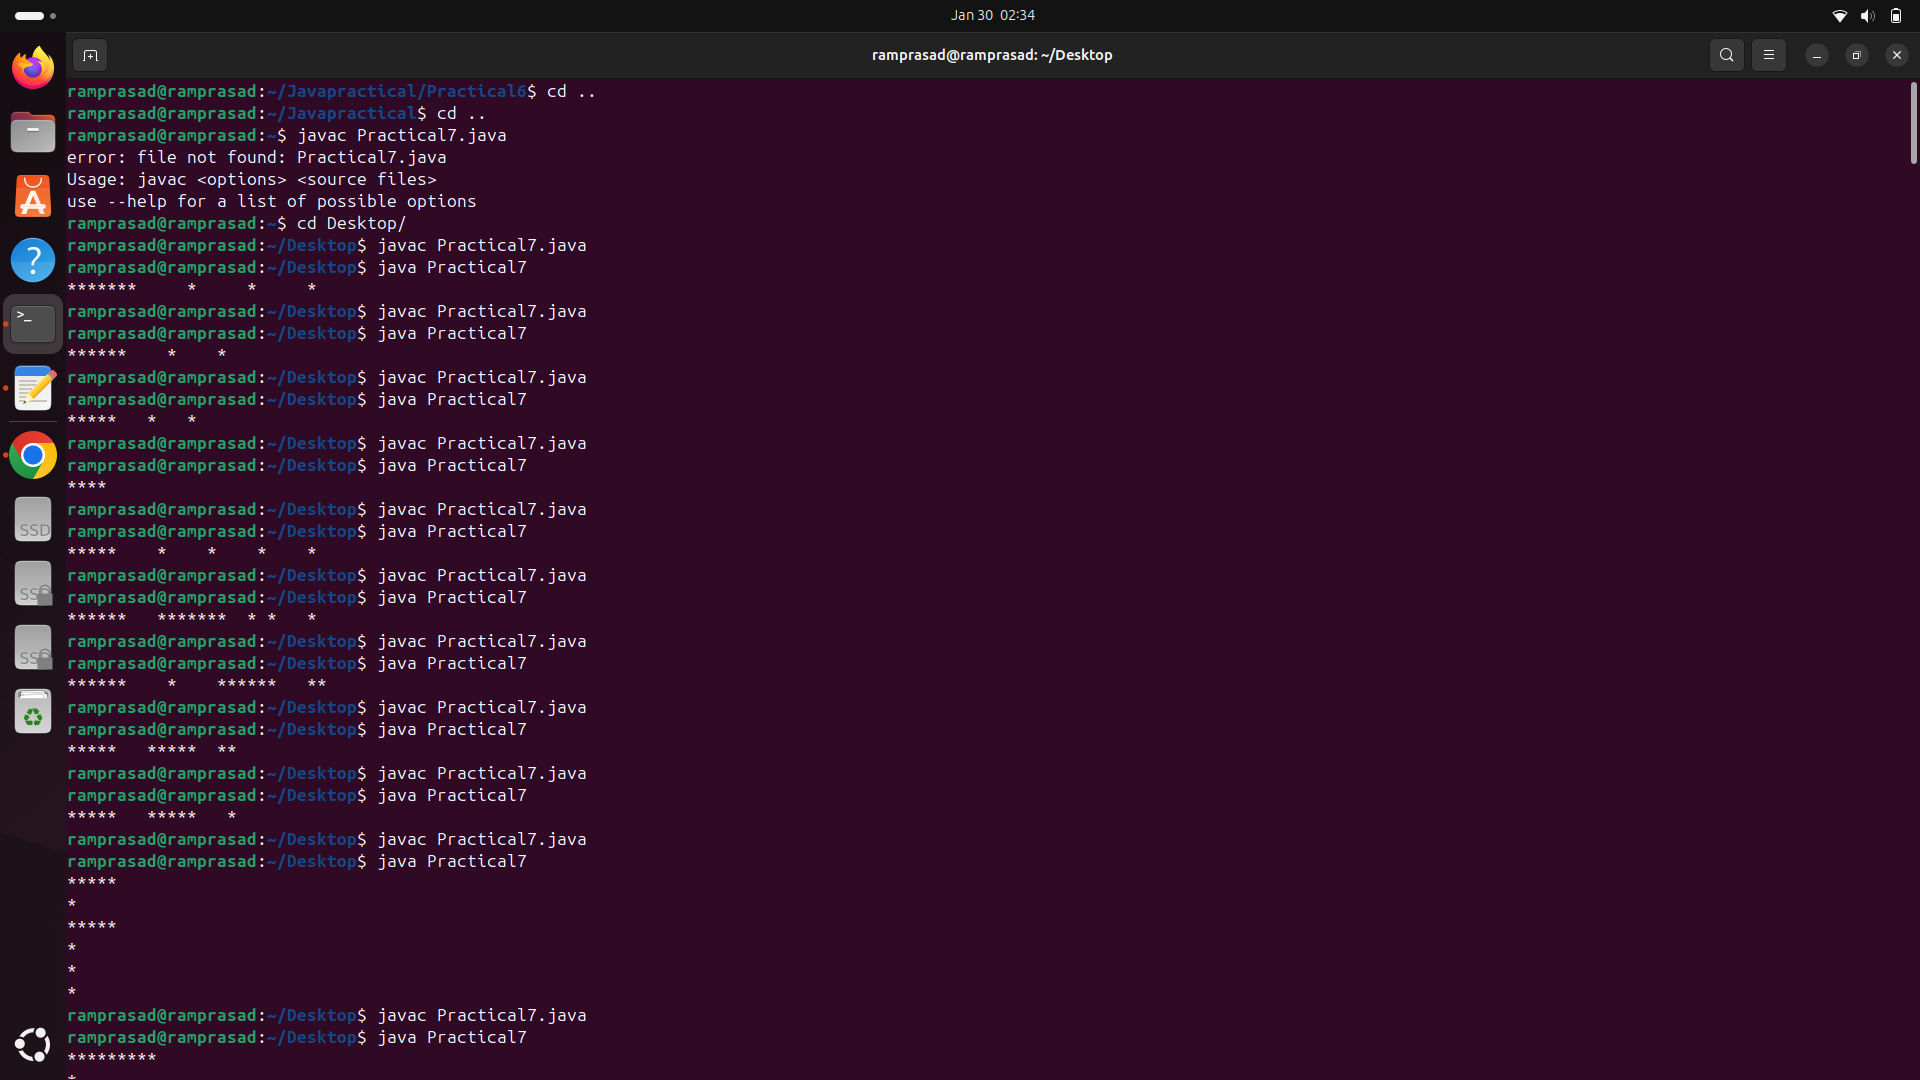 Jan 30 02:34
ramprasad@ramprasad: ~/Desktop
ramprasad@ramprasad:~/Javapractical/Practical6$ cd ..
ramprasad@ramprasad:~/Javapractical$ cd ..
ramprasad@ramprasad:~$ javac Practical7.java
error: file not found: Practical7.java
Usage: javac <options> <source files>
use --help for a list of possible options
ramprasad@ramprasad:~$ cd Desktop/
ramprasad@ramprasad:~/Desktop$ javac Practical7.java
ramprasad@ramprasad:~/Desktop$ java Practical7
*******     *     *     *
ramprasad@ramprasad:~/Desktop$ javac Practical7.java
ramprasad@ramprasad:~/Desktop$ java Practical7
******    *    *
ramprasad@ramprasad:~/Desktop$ javac Practical7.java
ramprasad@ramprasad:~/Desktop$ java Practical7
*****   *   *
ramprasad@ramprasad:~/Desktop$ javac Practical7.java
ramprasad@ramprasad:~/Desktop$ java Practical7
****
ramprasad@ramprasad:~/Desktop$ javac Practical7.java
ramprasad@ramprasad:~/Desktop$ java Practical7
*****    *    *    *    *
ramprasad@ramprasad:~/Desktop$ javac Practical7.java
ramprasad@ramprasad:~/Desktop$ java Practical7
******   *******  * *   *
ramprasad@ramprasad:~/Desktop$ javac Practical7.java
ramprasad@ramprasad:~/Desktop$ java Practical7
******    *    ******   **
ramprasad@ramprasad:~/Desktop$ javac Practical7.java
ramprasad@ramprasad:~/Desktop$ java Practical7
*****   *****  **
ramprasad@ramprasad:~/Desktop$ javac Practical7.java
ramprasad@ramprasad:~/Desktop$ java Practical7
*****   *****   *
ramprasad@ramprasad:~/Desktop$ javac Practical7.java
ramprasad@ramprasad:~/Desktop$ java Practical7
*****
*
*****
*
*
*
ramprasad@ramprasad:~/Desktop$ javac Practical7.java
ramprasad@ramprasad:~/Desktop$ java Practical7
*********
*
SSD
SSD
SSD